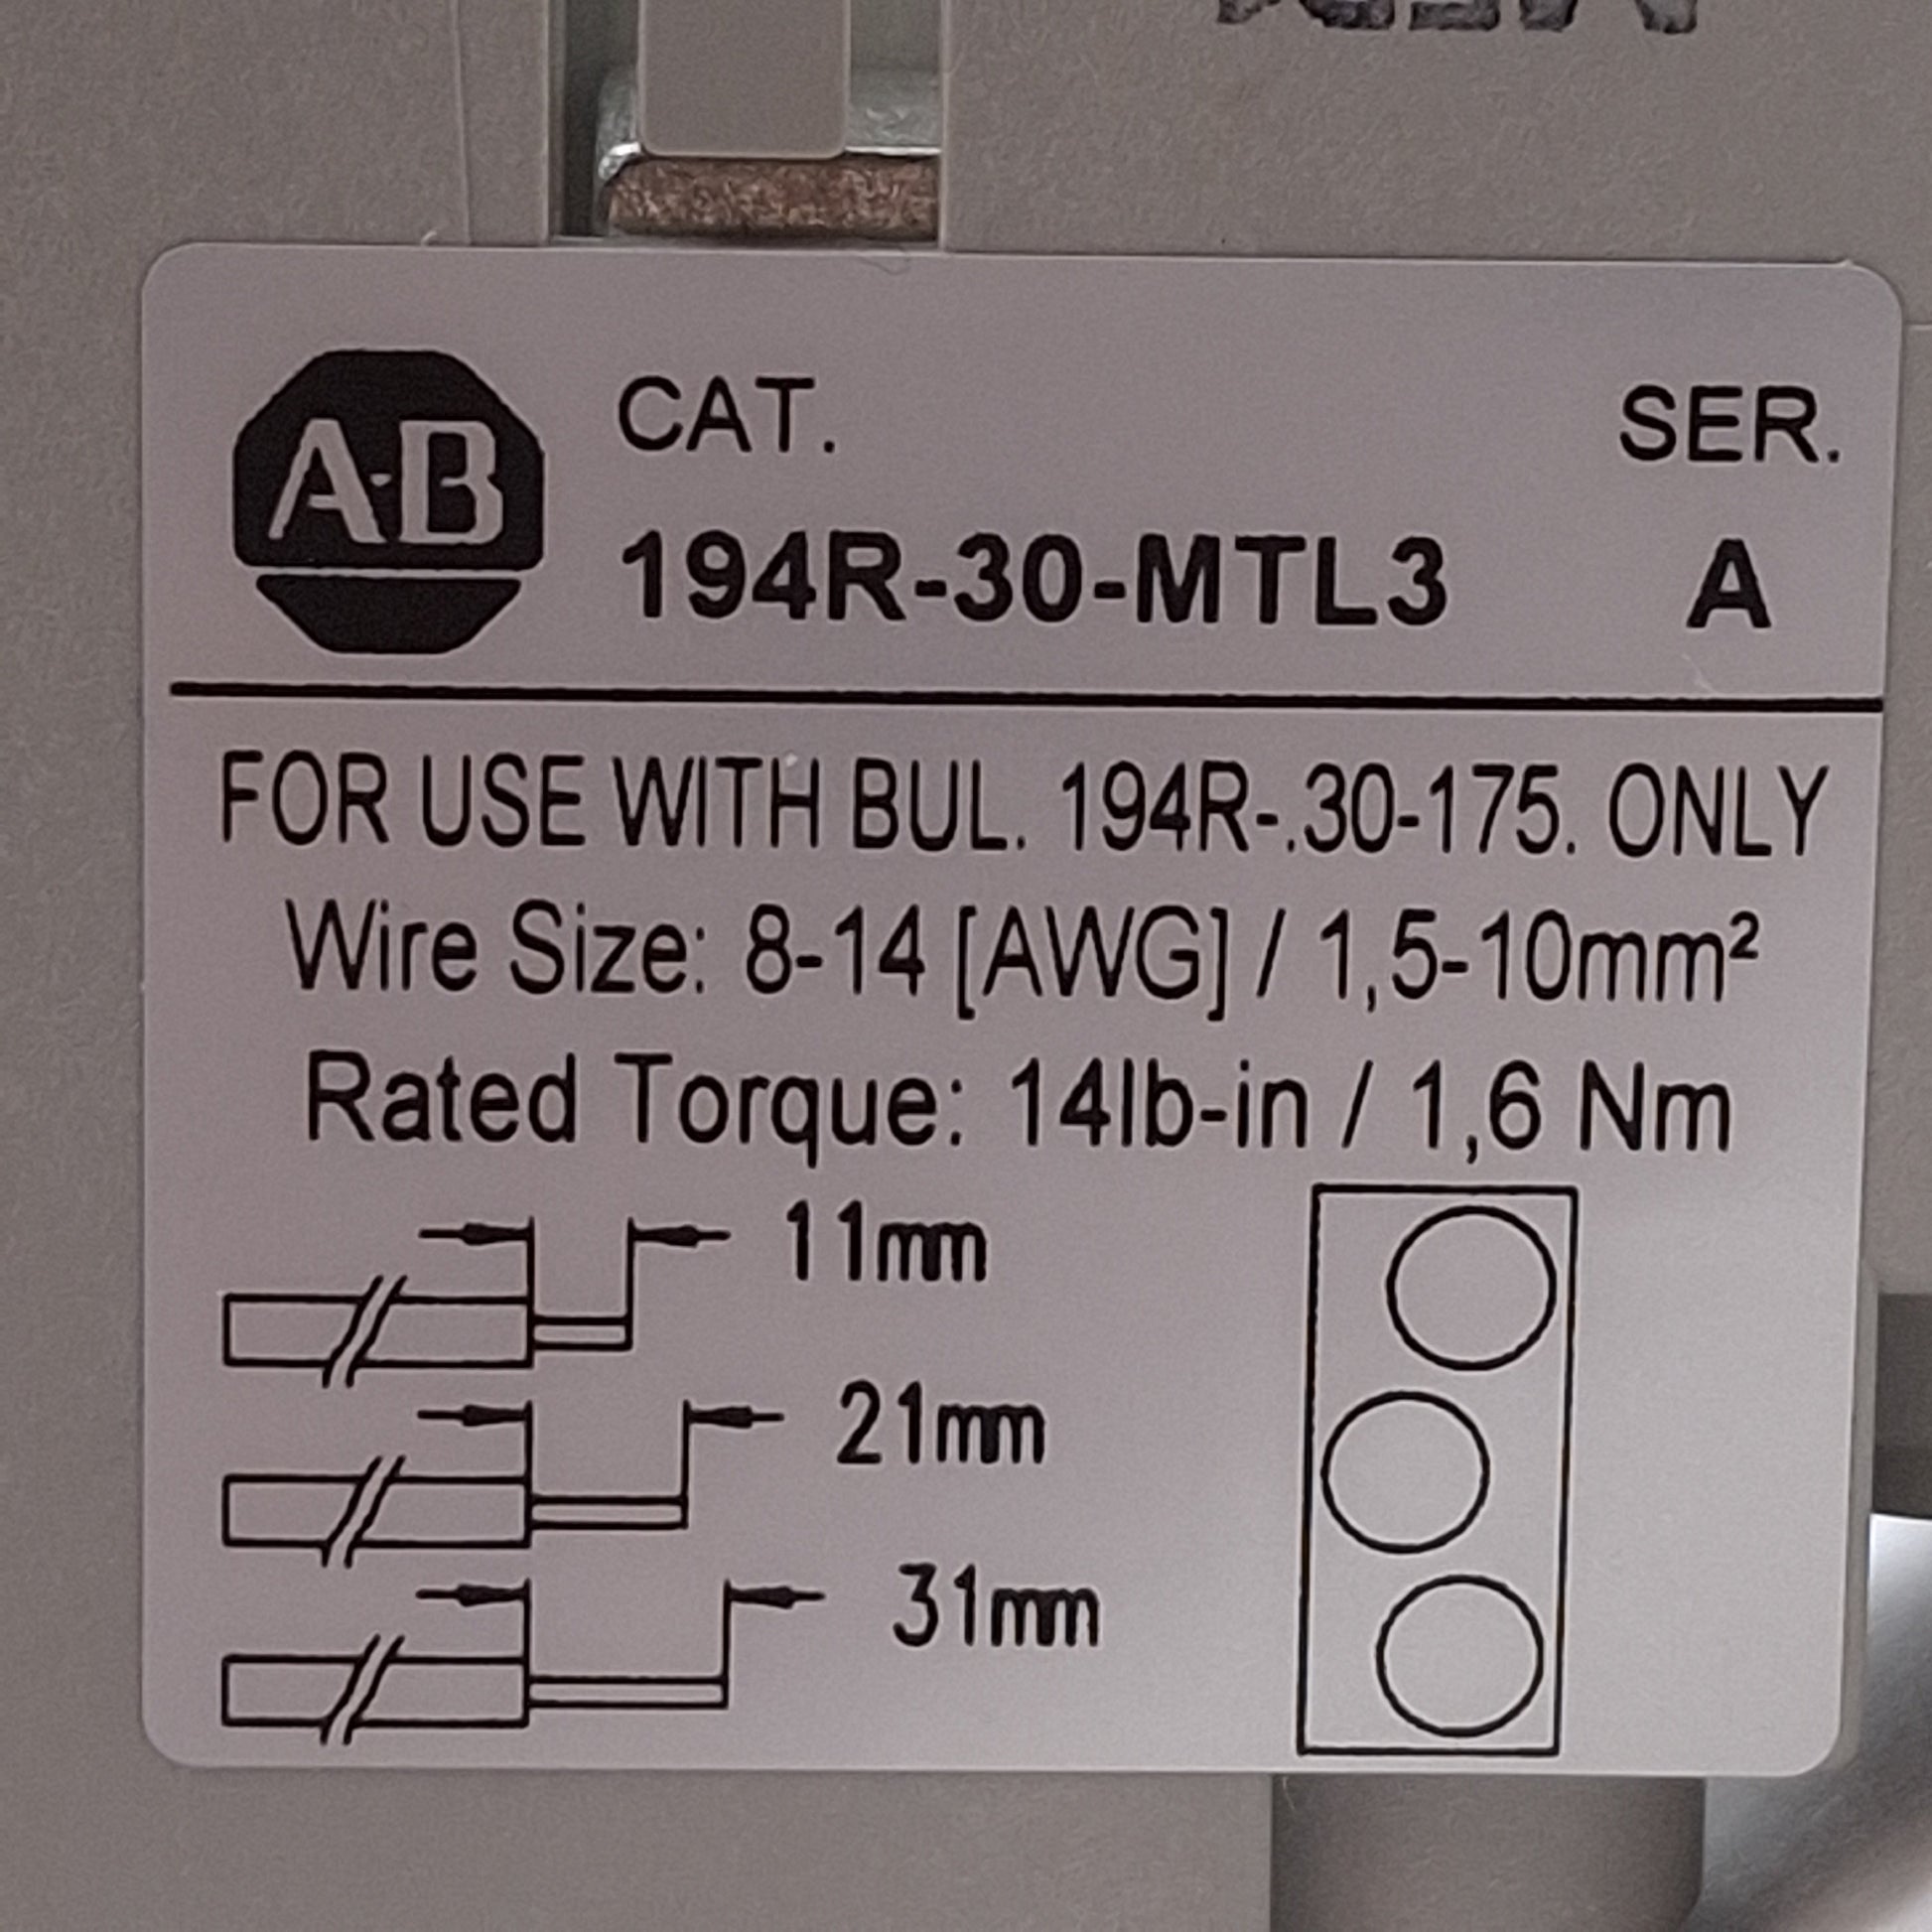 A-B
CAT. SER.
194R-30-MTL3 A
FOR USE WITH BUL. 194R-.30-175. ONLY
Wire Size: 8-14 [AWG] / 1,5-10mm²
Rated Torque: 14lb-in / 1,6 Nm
11mm
21mm
31mm